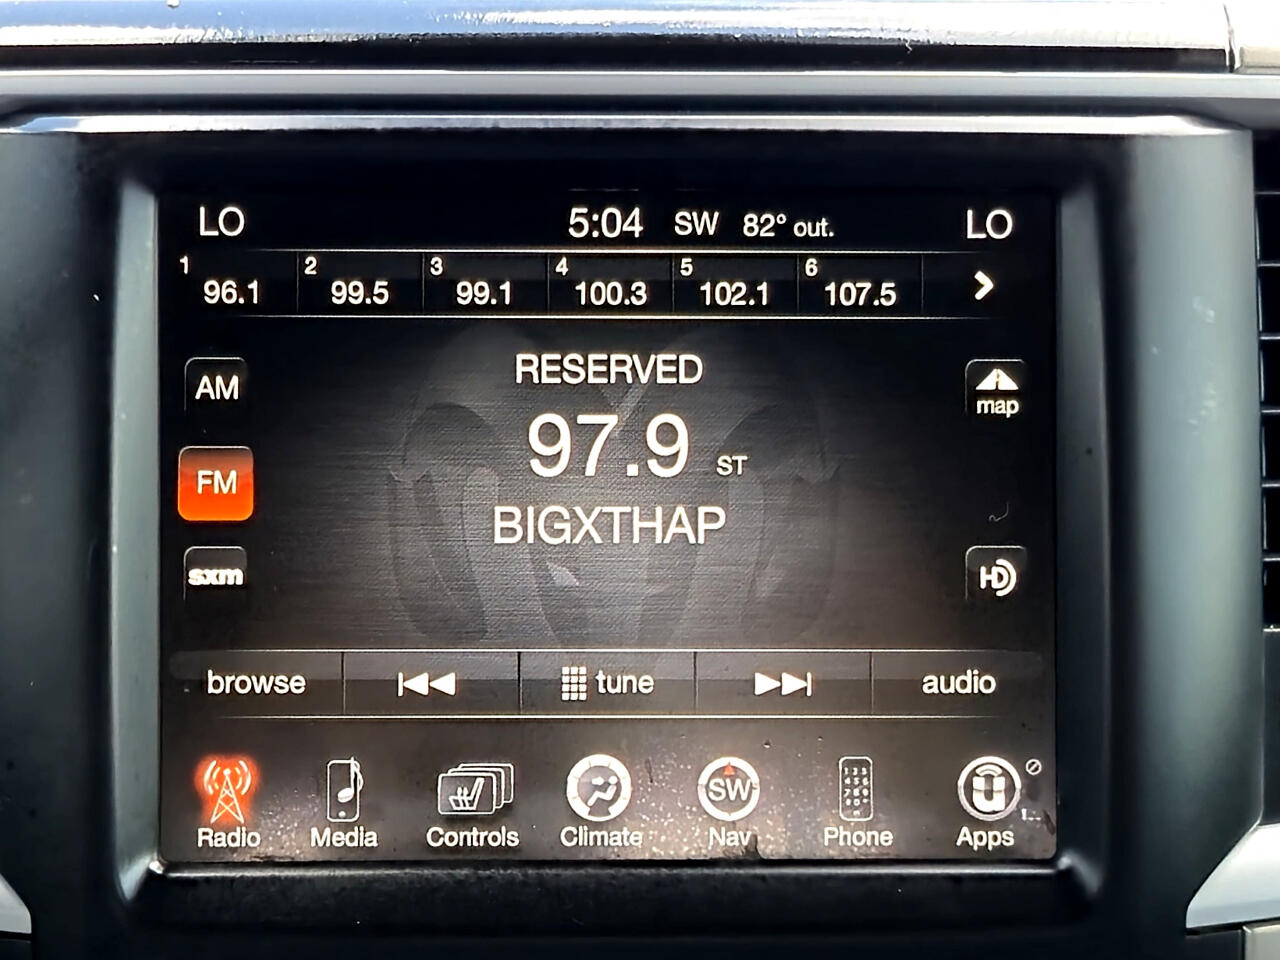 LO 5:04 SW 82° out. LO
1 96.1 2 99.5 3 99.1 4 100.3 5 102.1 6 107.5
RESERVED
AM
map
97.9 ST
FM
BIGXTHAP
sxm
HD
browse tune audio
SW
Radio Media Controls Climate Nav Phone Apps